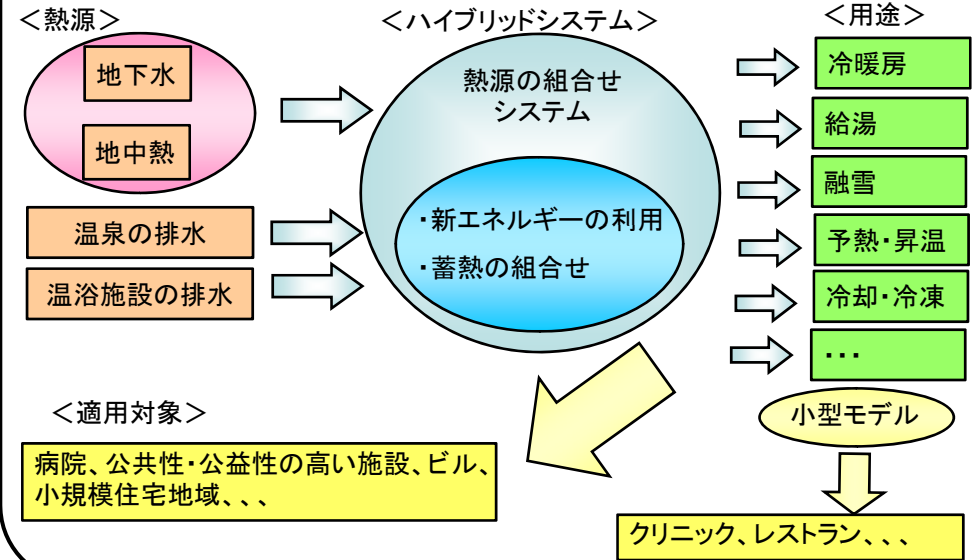 ＜熱源＞
地下水
地中熱
温泉の排水
温浴施設の排水
＜ハイブリッドシステム＞
熱源の組合せ
システム
・新エネルギーの利用
・蓄熱の組合せ
＜用途＞
冷暖房
給湯
融雪
予熱・昇温
冷却・冷凍
・・・
＜適用対象＞
病院、公共性・公益性の高い施設、ビル、
小規模住宅地域、、、
小型モデル
クリニック、レストラン、、、